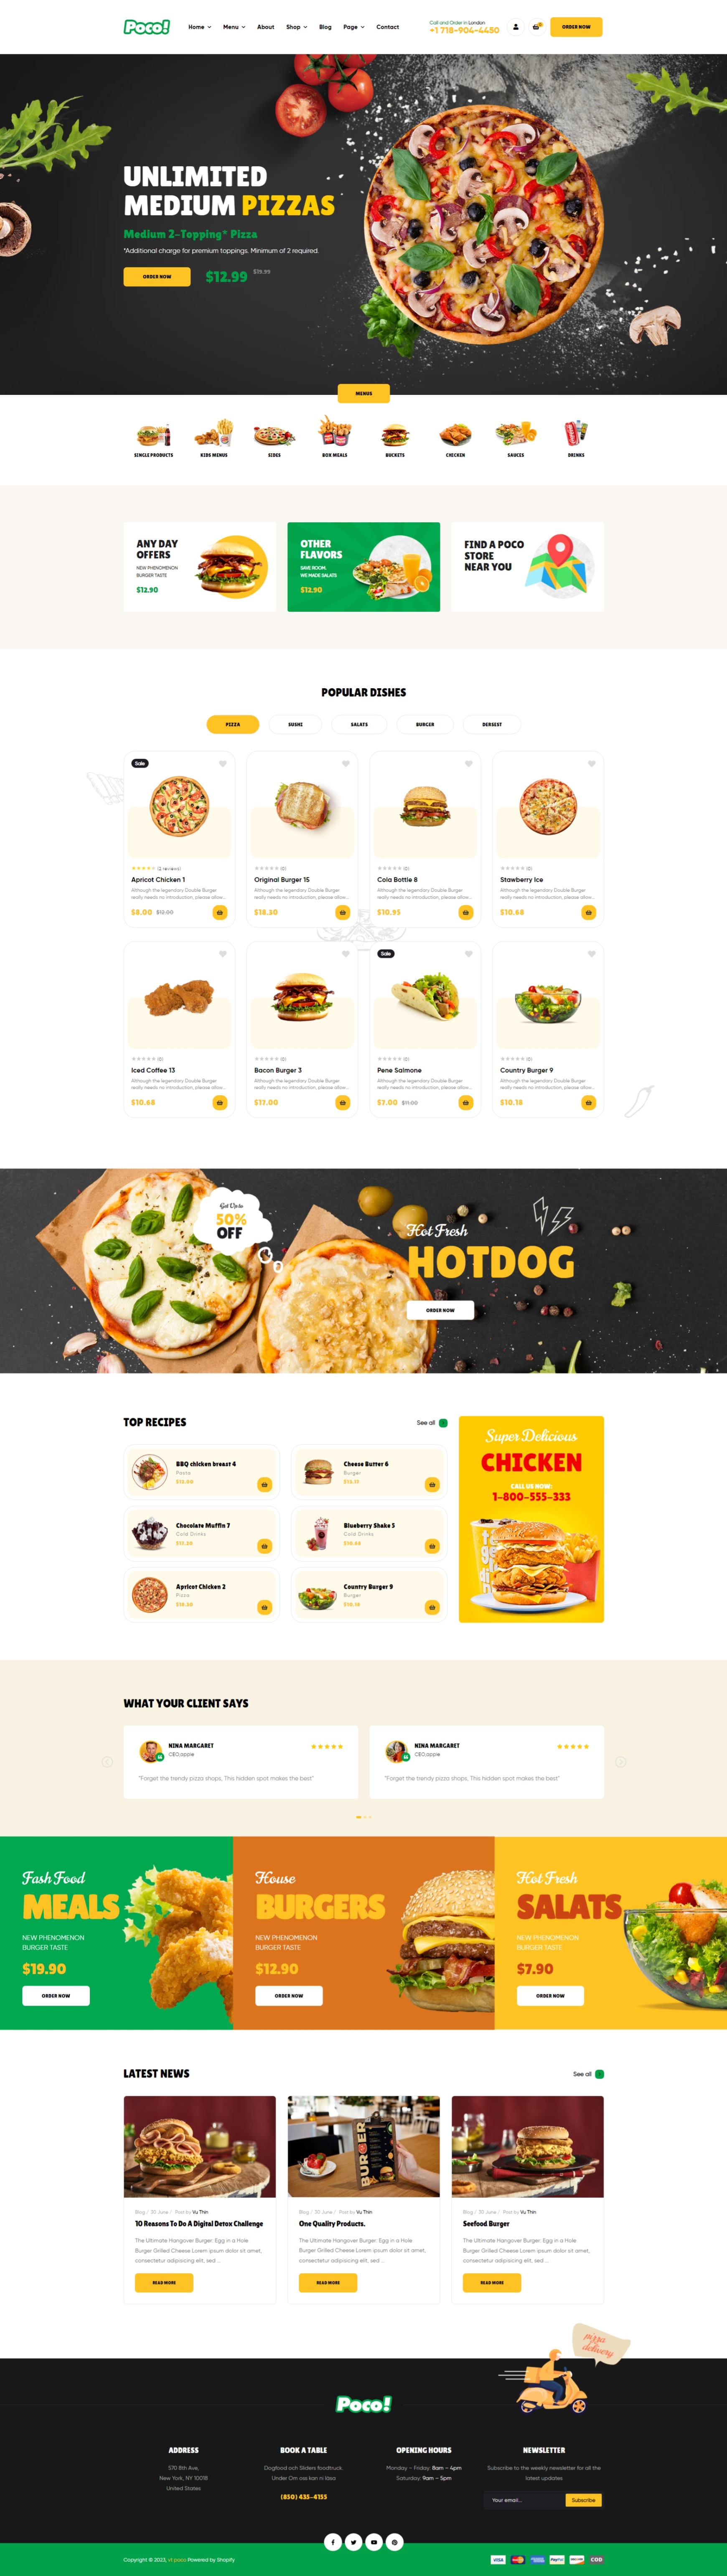 Poco!
Home Menu About Shop Blog Page Contact
Call and Order in London
+1 718-904-4450
ORDER NOW
UNLIMITED
MEDIUM PIZZAS
Medium 2-Topping* Pizza
*Additional charge for premium toppings. Minimum of 2 required.
ORDER NOW
$12.99
$19.99
MENUS
SINGLE PRODUCTS
KIDS MENUS
SIDES
BOX MEALS
BUCKETS
CHICKEN
SAUCES
DRINKS
ANY DAY
OFFERS
NEW PHENOMENON
BURGER TASTE
$12.90
OTHER
FLAVORS
SAVE ROOM.
WE MADE SALATS
$12.90
FIND A POCO
STORE
NEAR YOU
POPULAR DISHES
PIZZA
SUSHI
SALATS
BURGER
DERSEST
Sale
(2 reviews)
Apricot Chicken 1
Although the legendary Double Burger
really needs no introduction, please allow...
$8.00 $12.00
(0)
Original Burger 15
Although the legendary Double Burger
really needs no introduction, please allow...
$18.30
(0)
Cola Bottle 8
Although the legendary Double Burger
really needs no introduction, please allow...
$10.95
(0)
Stawberry Ice
Although the legendary Double Burger
really needs no introduction, please allow...
$10.68
(0)
Iced Coffee 13
Although the legendary Double Burger
really needs no introduction, please allow...
$10.68
(0)
Bacon Burger 3
Although the legendary Double Burger
really needs no introduction, please allow...
$17.00
Sale
(0)
Pene Salmone
Although the legendary Double Burger
really needs no introduction, please allow...
$7.00 $11.00
(0)
Country Burger 9
Although the legendary Double Burger
really needs no introduction, please allow...
$10.18
Get Up to
50%
OFF
Hot Fresh
HOTDOG
ORDER NOW
TOP RECIPES
See all
BBQ chicken breast 4
Pasta
Cheese Butter 6
Burger
Chocolate Muffin 7
Cold Drinks
$11.20
Blueberry Shake 5
Cold Drinks
$10.68
Apricot Chicken 2
Pizza
Country Burger 9
Burger
$10.18
Super Delicious
CHICKEN
CALL US NOW:
1-800-555-333
WHAT YOUR CLIENT SAYS
NINA MARGARET
CEO,apple
"Forget the trendy pizza shops, This hidden spot makes the best"
NINA MARGARET
CEO,apple
"Forget the trendy pizza shops, This hidden spot makes the best"
Fash Food
MEALS
NEW PHENOMENON
BURGER TASTE
$19.90
ORDER NOW
House
BURGERS
NEW PHENOMENON
BURGER TASTE
$12.90
ORDER NOW
Hot Fresh
SALATS
NEW PHENOMENON
BURGER TASTE
$7.90
ORDER NOW
LATEST NEWS
See all
Blog / 30 June / Post by Vu Thin
10 Reasons To Do A Digital Detox Challenge
The Ultimate Hangover Burger: Egg in a Hole
Burger Grilled Cheese Lorem ipsum dolor sit amet,
consectetur adipisicing elit, sed ...
READ MORE
BURGER
Blog / 30 June / Post by Vu Thin
One Quality Products.
The Ultimate Hangover Burger: Egg in a Hole
Burger Grilled Cheese Lorem ipsum dolor sit amet,
consectetur adipisicing elit, sed ...
READ MORE
Blog / 30 June / Post by Vu Thin
Seefood Burger
The Ultimate Hangover Burger: Egg in a Hole
Burger Grilled Cheese Lorem ipsum dolor sit amet,
consectetur adipisicing elit, sed ...
READ MORE
pizza
delivery
Poco!
ADDRESS
570 8th Ave,
New York, NY 10018
United States
BOOK A TABLE
Dogfood och Sliders foodtruck.
Under Om oss kan ni läsa
(850) 435-4155
OPENING HOURS
Monday – Friday: 8am – 4pm
Saturday: 9am – 5pm
NEWSLETTER
Subscribe to the weekly newsletter for all the
latest updates
Your email...
Subscribe
Copyright © 2023, vt poco Powered by Shopify
VISA
PayPal
COD